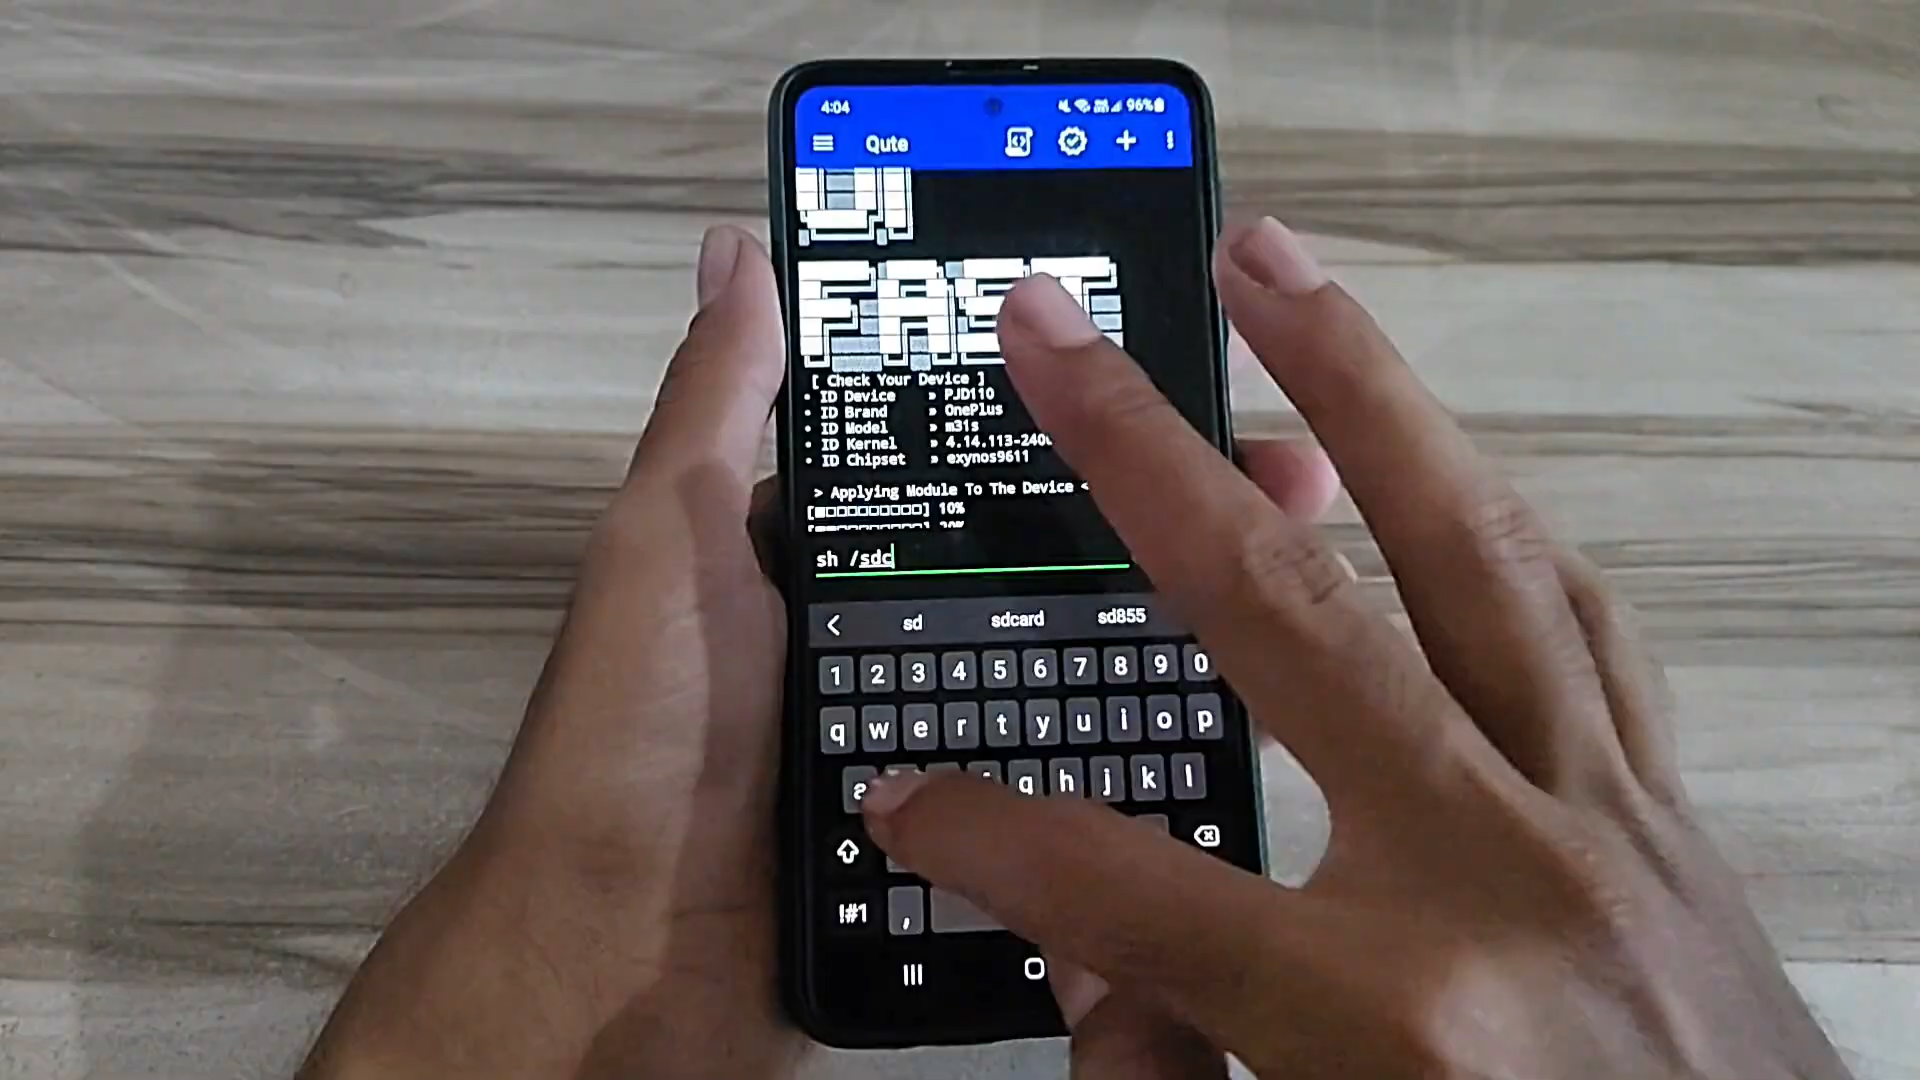 4:04 96%
Qute
FAST
[ Check Your Device ]
• ID Device » PJD110
• ID Brand » OnePlus
• ID Model » m31s
• ID Kernel » 4.14.113-240
• ID Chipset » exynos9611
> Applying Module To The Device <
[■□□□□□□□□□] 10%
20%
sh /sdc
sd sdcard sd855
1 2 3 4 5 6 7 8 9 0
q w e r t y u i o p
a g h j k l
!#1 ,